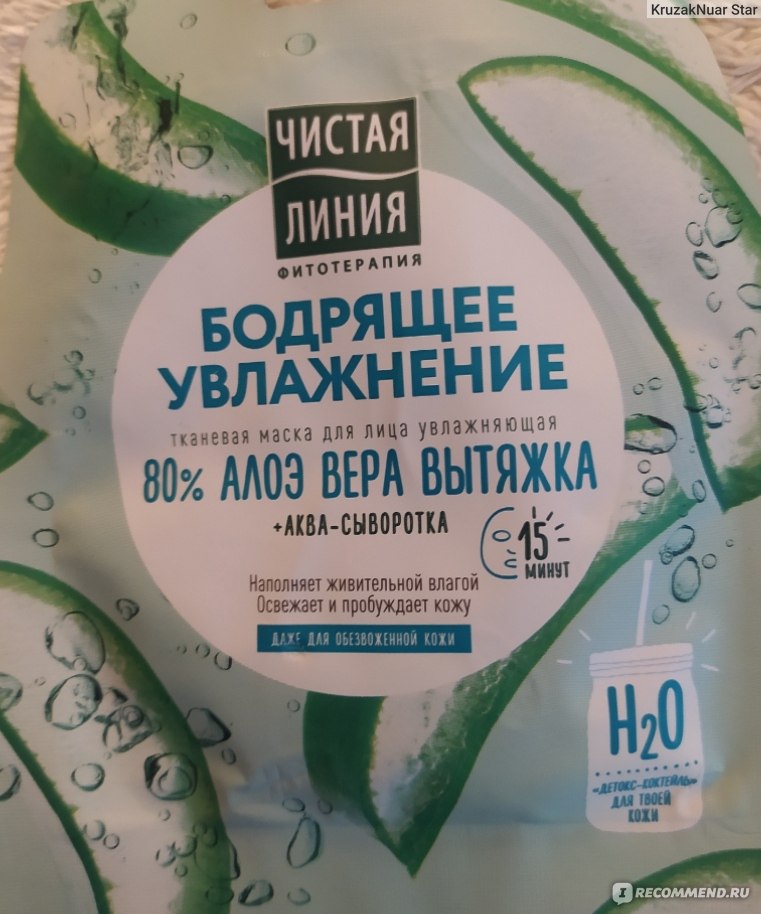 KruzakNuar Star
ЧИСТАЯ
ЛИНИЯ
ФИТОТЕРАПИЯ
БОДРЯЩЕЕ
УВЛАЖНЕНИЕ
тканевая маска для лица увлажняющая
80% АЛОЭ ВЕРА ВЫТЯЖКА
+АКВА-СЫВОРОТКА
15
МИНУТ
Наполняет живительной влагой
Освежает и пробуждает кожу
ДАЖЕ ДЛЯ ОБЕЗВОЖЕННОЙ КОЖИ
H2O
«ДЕТОКС-КОКТЕЙЛЬ»
ДЛЯ ТВОЕЙ
КОЖИ
IRECOMMEND.RU